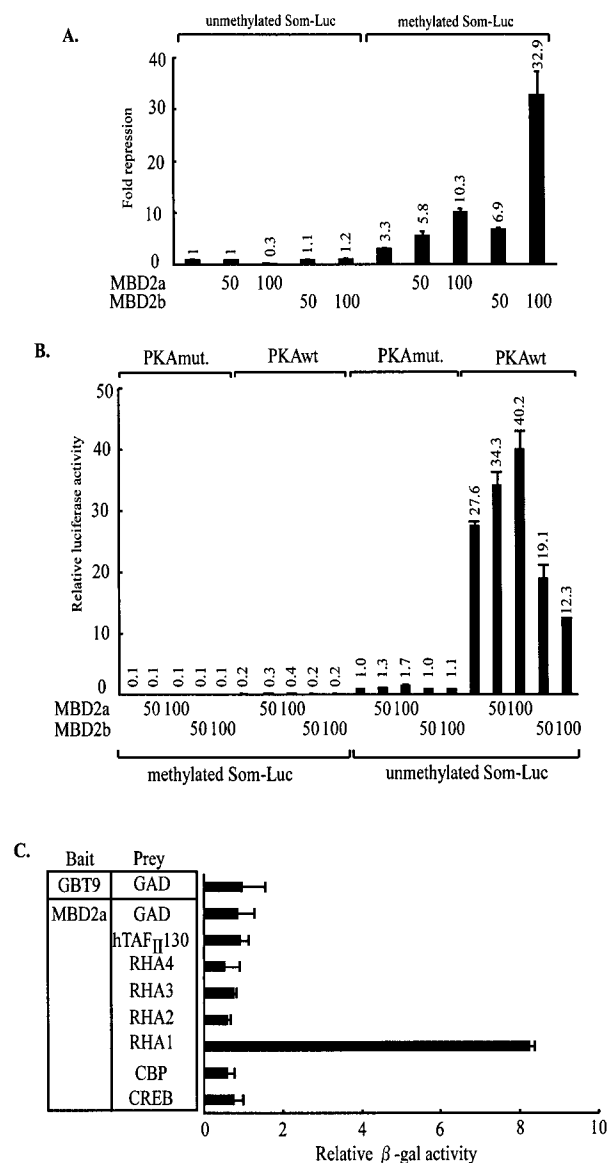 A.
unmethylated Som-Luc methylated Som-Luc
Fold repression
40
30
20
10
0
1 1 0.3 1.1 1.2 3.3 5.8 10.3 6.9 32.9
MBD2a 50 100 50 100
MBD2b 50 100 50 100
B.
PKAmut. PKAwt PKAmut. PKAwt
Relative luciferase activity
50
40
30
20
10
0
0.1 0.1 0.1 0.1 0.1 0.2 0.3 0.4 0.2 0.2 1.0 1.3 1.7 1.0 1.1 27.6 34.3 40.2 19.1 12.3
MBD2a 50 100 50 100 50 100 50 100
MBD2b 50 100 50 100 50 100 50 100
methylated Som-Luc unmethylated Som-Luc
C.
Bait Prey
GBT9 GAD
MBD2a GAD
hTAFII130
RHA4
RHA3
RHA2
RHA1
CBP
CREB
0 2 4 6 8 10
Relative β-gal activity